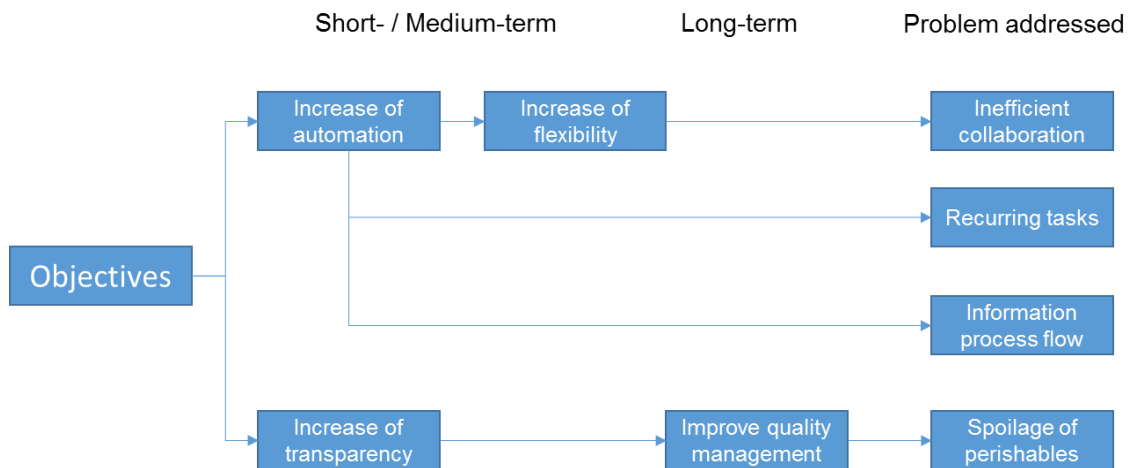 Short- / Medium-term
Long-term
Problem addressed
Increase of
automation
Increase of
flexibility
Inefficient
collaboration
Recurring tasks
Objectives
Information
process flow
Increase of
transparency
Improve quality
management
Spoilage of
perishables